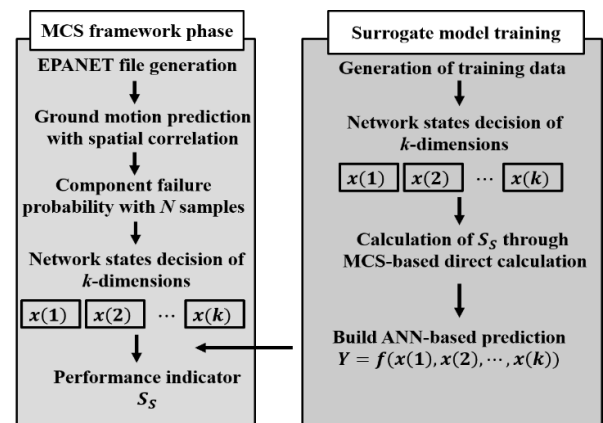 MCS framework phase
EPANET file generation
Ground motion prediction
with spatial correlation
Component failure
probability with N samples
Network states decision of
k-dimensions
x(1) x(2) ⋯ x(k)
Performance indicator
S_S
Surrogate model training
Generation of training data
Network states decision of
k-dimensions
x(1) x(2) ⋯ x(k)
Calculation of S_S through
MCS-based direct calculation
Build ANN-based prediction
Y = f(x(1), x(2), ⋯, x(k))